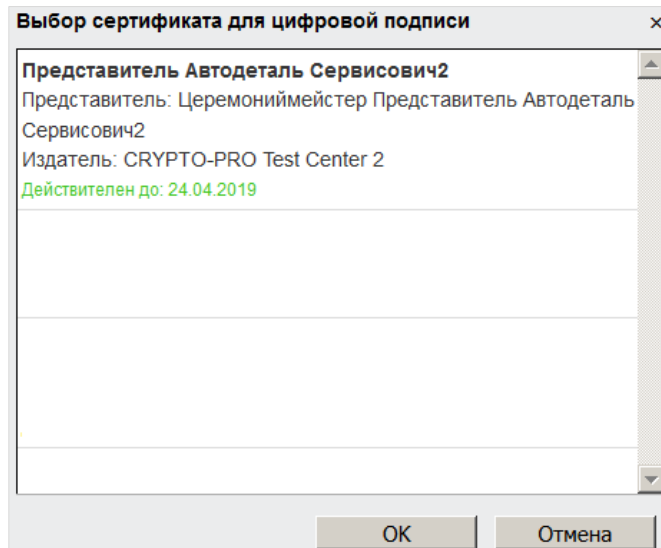 Выбор сертификата для цифровой подписи
Представитель Автодеталь Сервисович2
Представитель: Церемониймейстер Представитель Автодеталь
Сервисович2
Издатель: CRYPTO-PRO Test Center 2
Действителен до: 24.04.2019
OK Отмена